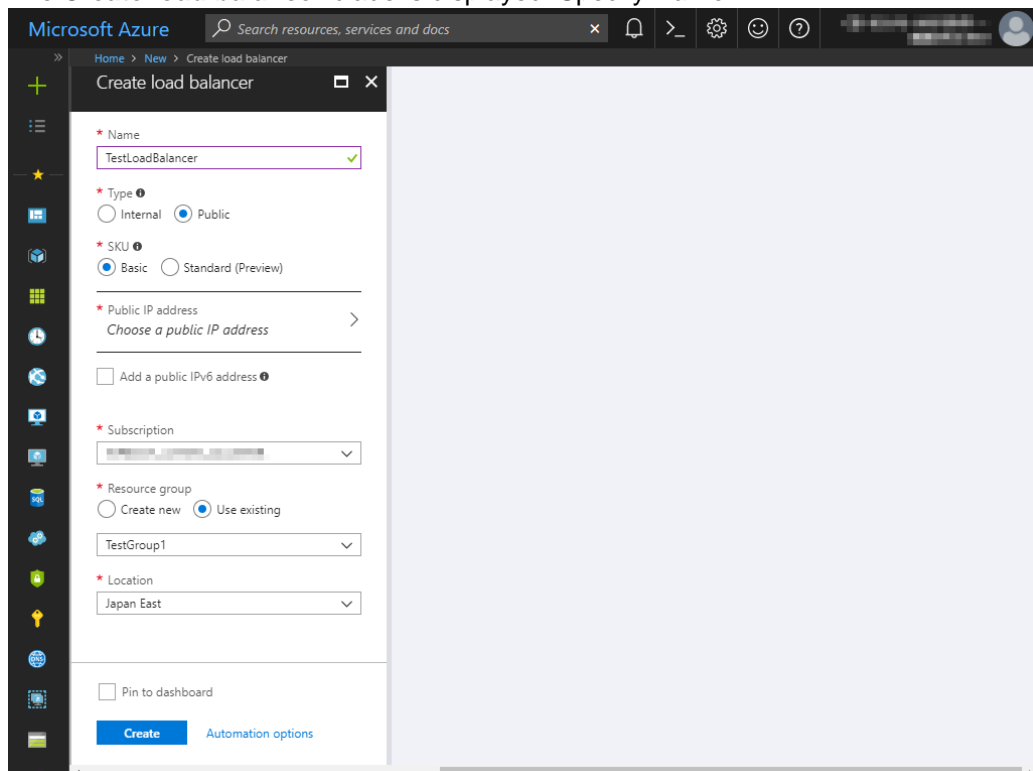 Microsoft Azure
Search resources, services and docs
Home > New > Create load balancer
Create load balancer
* Name
TestLoadBalancer
* Type
Internal Public
* SKU
Basic Standard (Preview)
* Public IP address
Choose a public IP address
Add a public IPv6 address
* Subscription
* Resource group
Create new Use existing
TestGroup1
* Location
Japan East
Pin to dashboard
Create Automation options
SQL
DNS